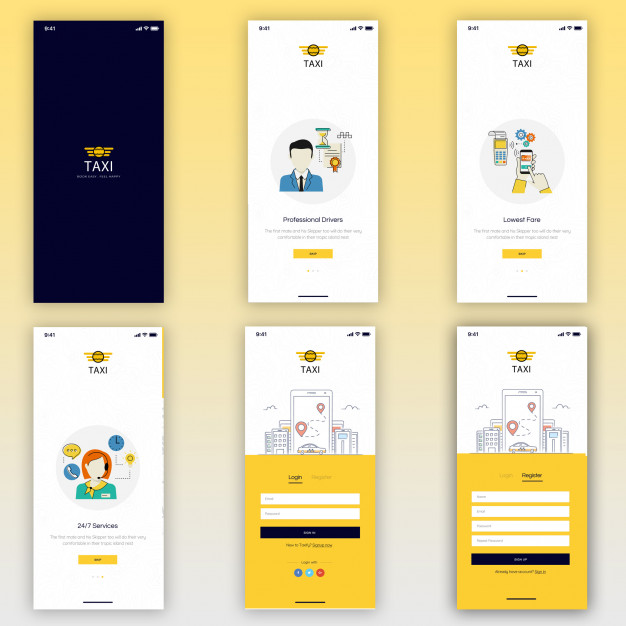 9:41
TAXI
BOOK EASY. FEEL HAPPY
9:41
TAXI
Professional Drivers
The first mate and his Skipper too will do their very
comfortable in their tropic island nest
SKIP
9:41
TAXI
Lowest Fare
The first mate and his Skipper too will do their very
comfortable in their tropic island nest
SKIP
9:41
TAXI
24/7 Services
The first mate and his Skipper too will do their very
comfortable in their tropic island nest
SKIP
9:41
TAXI
Login Register
Email
Password
SIGN IN
Signup now
Login with
9:41
TAXI
Login Register
Name
Email
Password
Password
SIGN UP
Already have account? Sign in